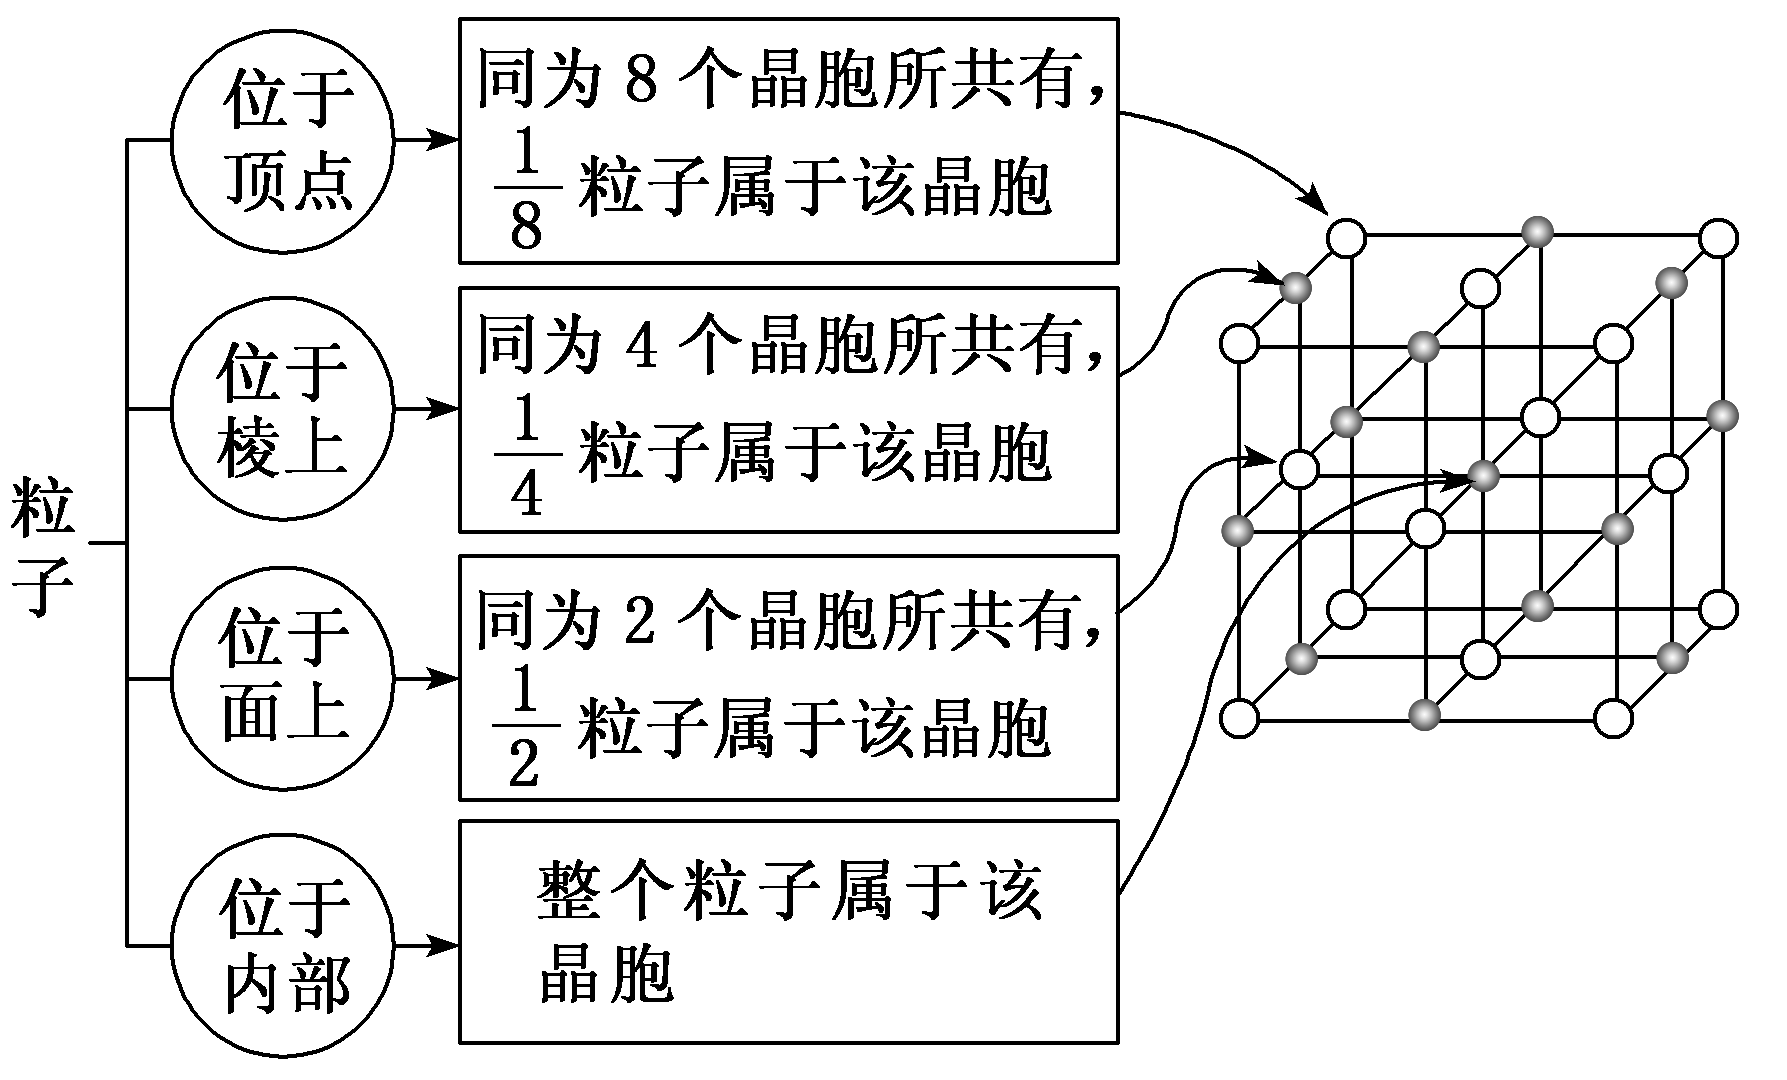 粒
子
位于
顶点
同为 8 个晶胞所共有，
1/8 粒子属于该晶胞
位于
棱上
同为 4 个晶胞所共有，
1/4 粒子属于该晶胞
位于
面上
同为 2 个晶胞所共有，
1/2 粒子属于该晶胞
位于
内部
整个粒子属于该
晶胞